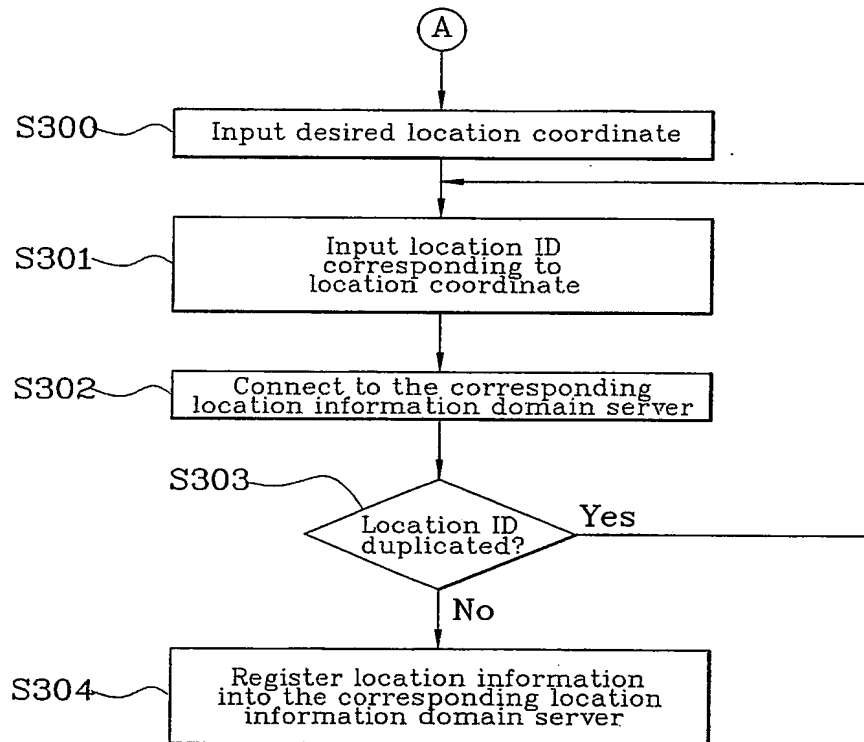 A
S300
Input desired location coordinate
S301
Input location ID
corresponding to
location coordinate
S302
Connect to the corresponding
location information domain server
S303
Location ID
duplicated?
Yes
No
S304
Register location information
into the corresponding location
information domain server